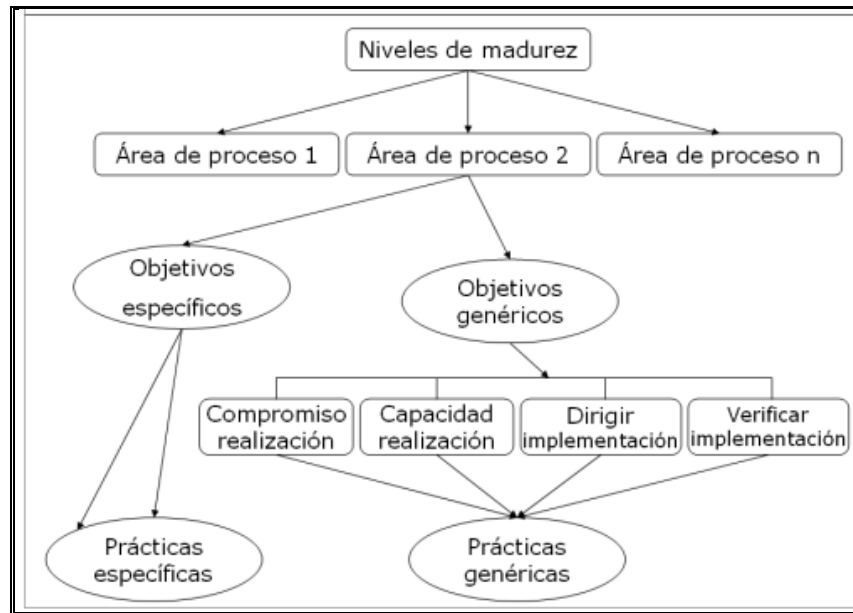 Niveles de madurez
Área de proceso 1
Área de proceso 2
Área de proceso n
Objetivos
específicos
Objetivos
genéricos
Compromiso
realización
Capacidad
realización
Dirigir
implementación
Verificar
implementación
Prácticas
específicas
Prácticas
genéricas